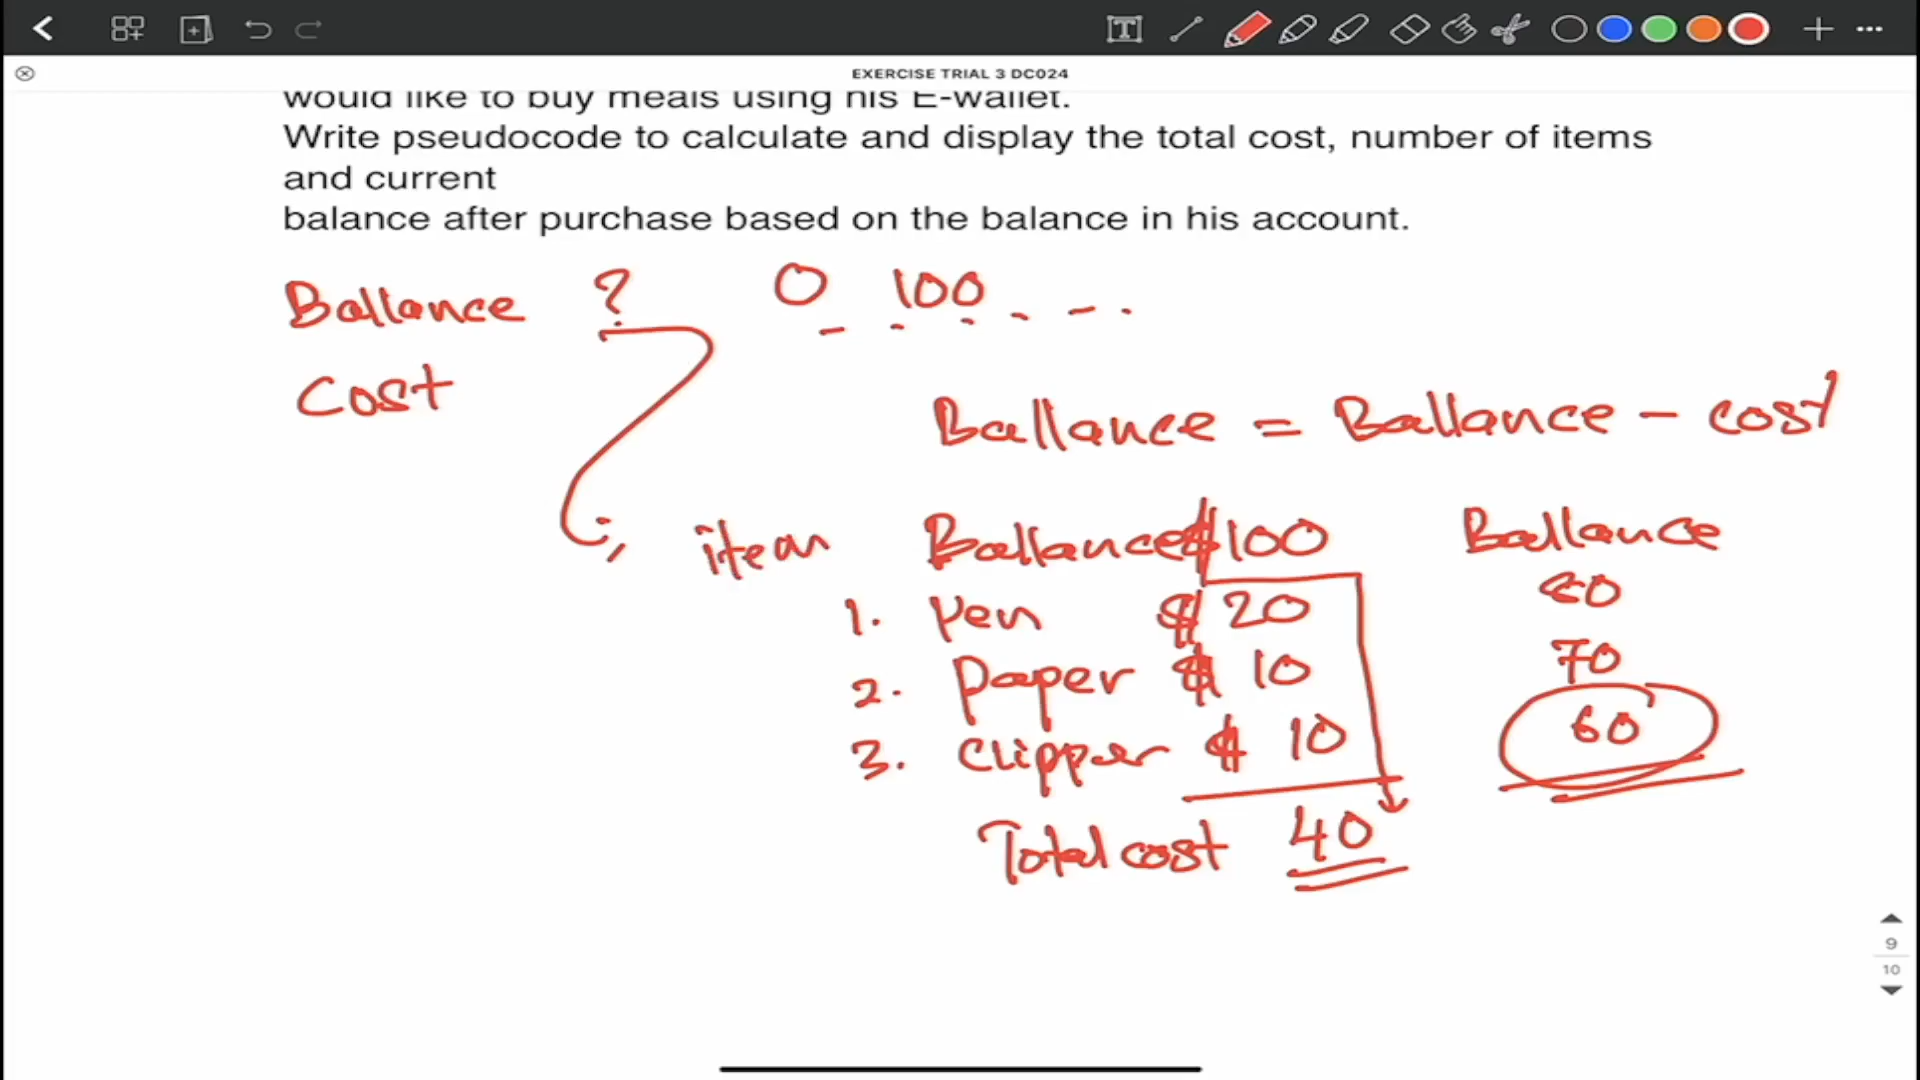 EXERCISE TRIAL 3 DC024
would like to buy meals using his E-wallet.
Write pseudocode to calculate and display the total cost, number of items
and current
balance after purchase based on the balance in his account.
Ballance ? 0 100
Cost
Ballance = Ballance - cost
item Ballance $100 Ballance
1. Pen $ 20 80
2. Paper $ 10 70
3. Clipper $ 10 60
Total cost 40
9
10